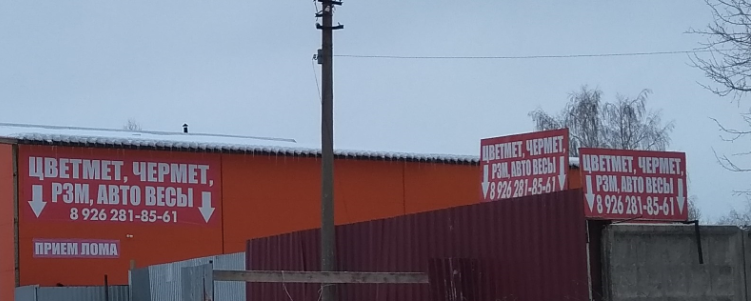 ЦВЕТМЕТ, ЧЕРМЕТ,
РЗМ, АВТО ВЕСЫ
8 926 281-85-61
ПРИЕМ ЛОМА
ЦВЕТМЕТ, ЧЕРМЕТ,
РЗМ, АВТО ВЕСЫ
8 926 281-85-61
ЦВЕТМЕТ, ЧЕРМЕТ,
РЗМ, АВТО ВЕСЫ
8 926 281-85-61